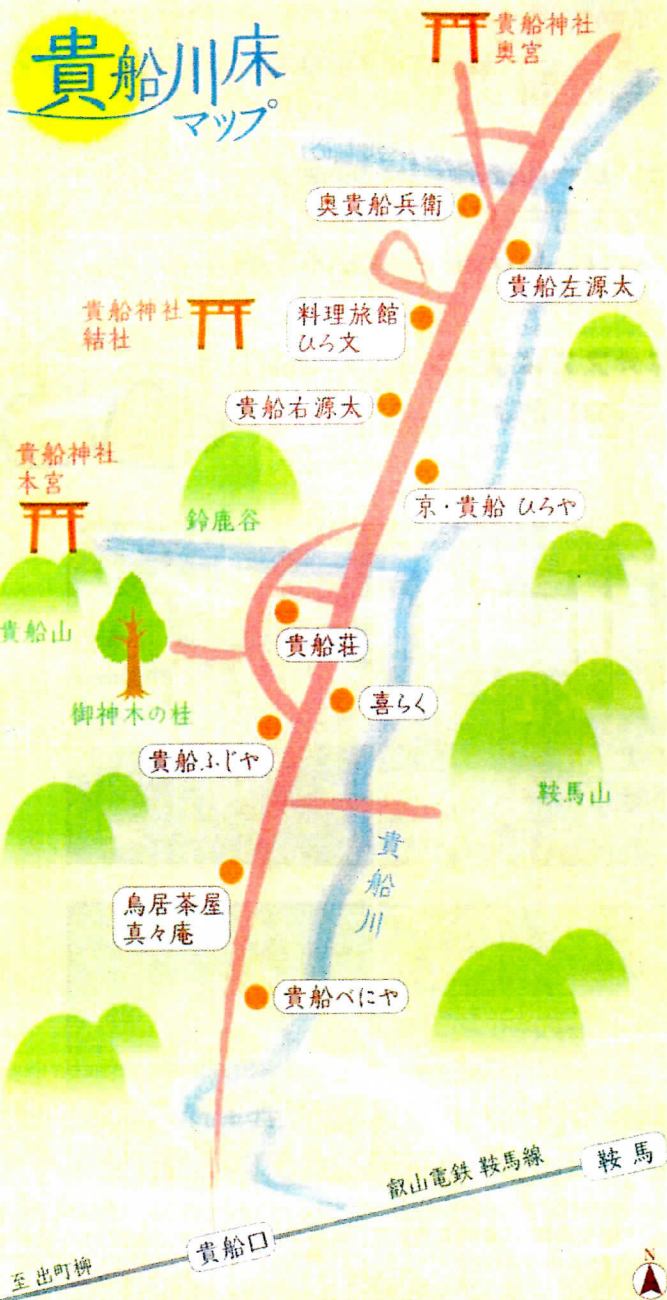 貴船川床
マップ
貴船神社
奥宮
奥貴船兵衛
貴船左源太
貴船神社
結社
料理旅館
ひろ文
貴船右源太
貴船神社
本宮
京・貴船 ひろや
鈴鹿谷
貴船山
貴船荘
御神木の桂
喜らく
貴船ふじや
鞍馬山
貴船川
鳥居茶屋
真々庵
貴船べにや
鞍馬
叡山電鉄 鞍馬線
貴船口
至 出町柳
N